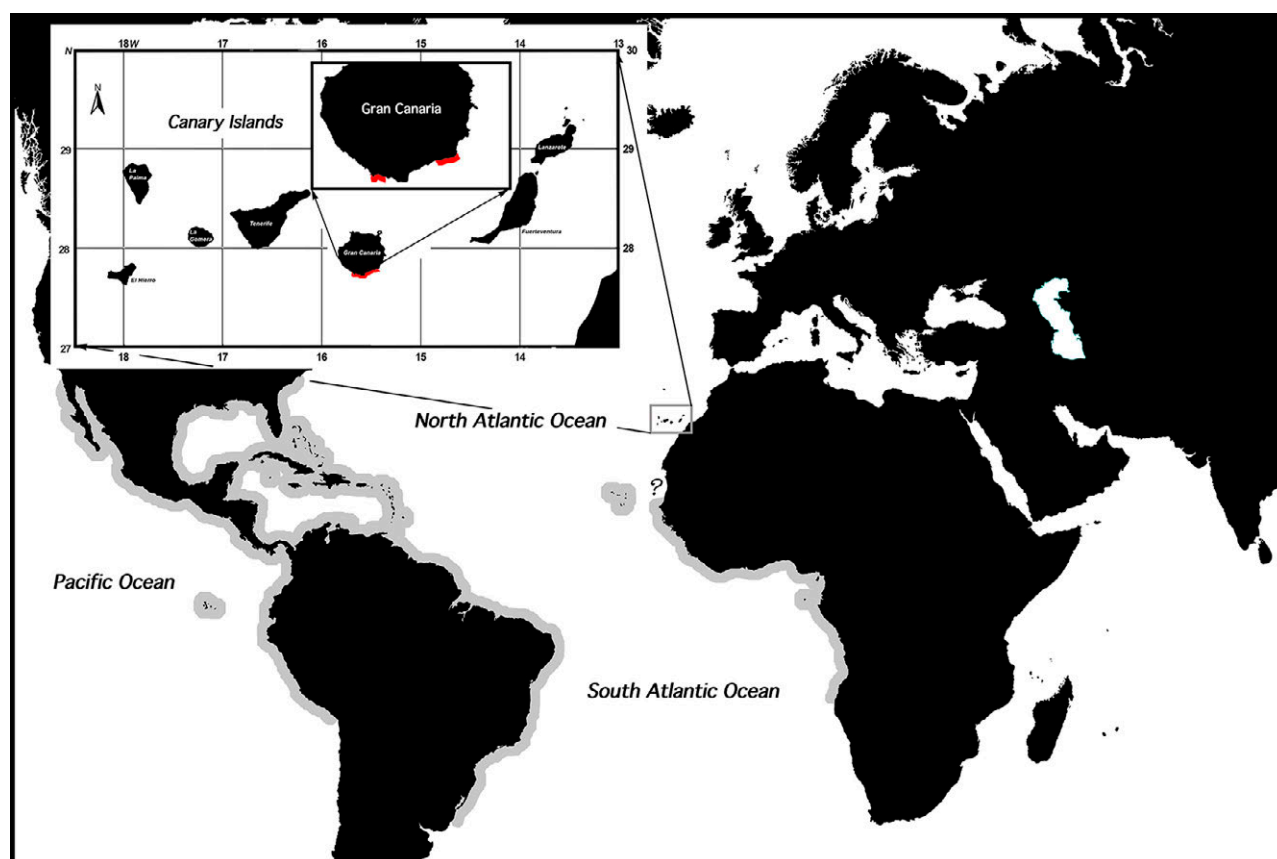 18W 17 16 15 14 13
N
30
N
Gran Canaria
Canary Islands
29
29
Lanzarote
La
Palma
Tenerife
La
Gomera
Fuerteventura
Gran Canaria
28
28
El Hierro
27
18 17 16 15 14
North Atlantic Ocean
?
Pacific Ocean
South Atlantic Ocean